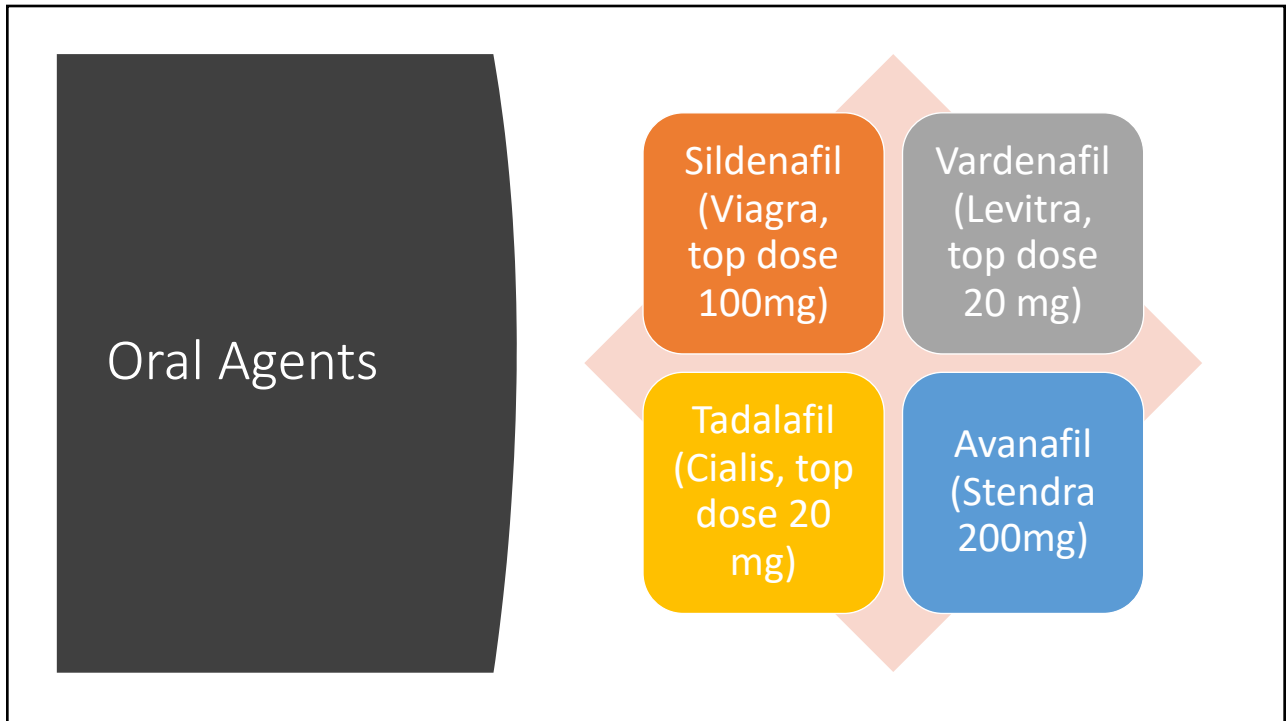 Oral Agents
Sildenafil
(Viagra,
top dose
100mg)
Vardenafil
(Levitra,
top dose
20 mg)
Tadalafil
(Cialis, top
dose 20
mg)
Avanafil
(Stendra
200mg)